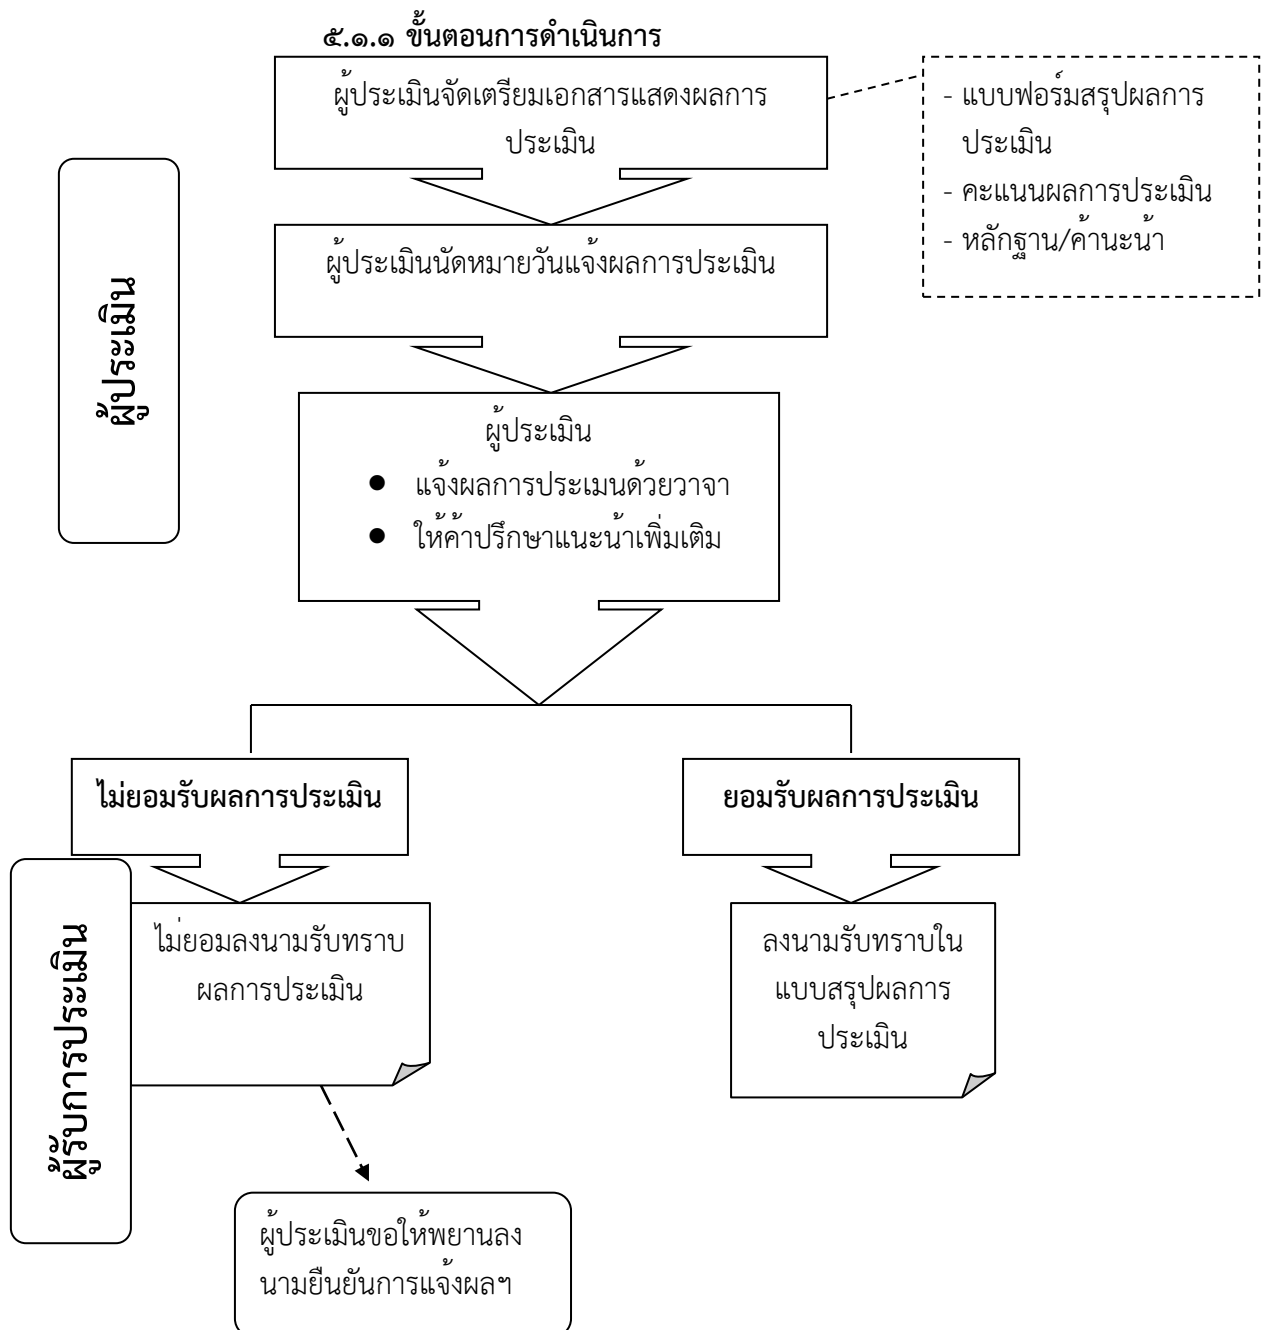 ๕.๑.๑ ขั้นตอนการดำเนินการ
ผู้ประเมินจัดเตรียมเอกสารแสดงผลการ
ประเมิน
- แบบฟอร์มสรุปผลการ
ประเมิน
- คะแนนผลการประเมิน
- หลักฐาน/ค้านะน้า
ผู้ประเมิน
ผู้ประเมินนัดหมายวันแจ้งผลการประเมิน
ผู้ประเมิน
● แจ้งผลการประเมนด้วยวาจา
● ให้ค้าปรึกษาแนะน้าเพิ่มเติม
ไม่ยอมรับผลการประเมิน
ยอมรับผลการประเมิน
ผู้รับการประเมิน
ไม่ยอมลงนามรับทราบ
ผลการประเมิน
ลงนามรับทราบใน
แบบสรุปผลการ
ประเมิน
ผู้ประเมินขอให้พยานลง
นามยืนยันการแจ้งผลฯ